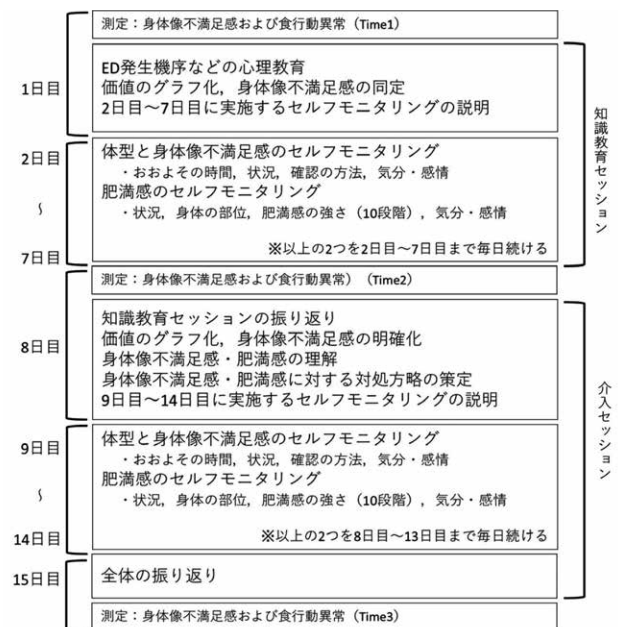 測定：身体像不満足感および食行動異常（Time1）
1日目
ED発生機序などの心理教育
価値のグラフ化，身体像不満足感の同定
2日目～7日目に実施するセルフモニタリングの説明
知識教育セッション
2日目
～
7日目
体型と身体像不満足感のセルフモニタリング
・おおよその時間，状況，確認の方法，気分・感情
肥満感のセルフモニタリング
・状況，身体の部位，肥満感の強さ（10段階），気分・感情
※以上の2つを2日目～7日目まで毎日続ける
測定：身体像不満足感および食行動異常）（Time2）
8日目
知識教育セッションの振り返り
価値のグラフ化，身体像不満足感の明確化
身体像不満足感・肥満感の理解
身体像不満足感・肥満感に対する対処方略の策定
9日目～14日目に実施するセルフモニタリングの説明
介入セッション
9日目
～
14日目
体型と身体像不満足感のセルフモニタリング
・おおよその時間，状況，確認の方法，気分・感情
肥満感のセルフモニタリング
・状況，身体の部位，肥満感の強さ（10段階），気分・感情
※以上の2つを8日目～13日目まで毎日続ける
15日目
全体の振り返り
測定：身体像不満足感および食行動異常（Time3）